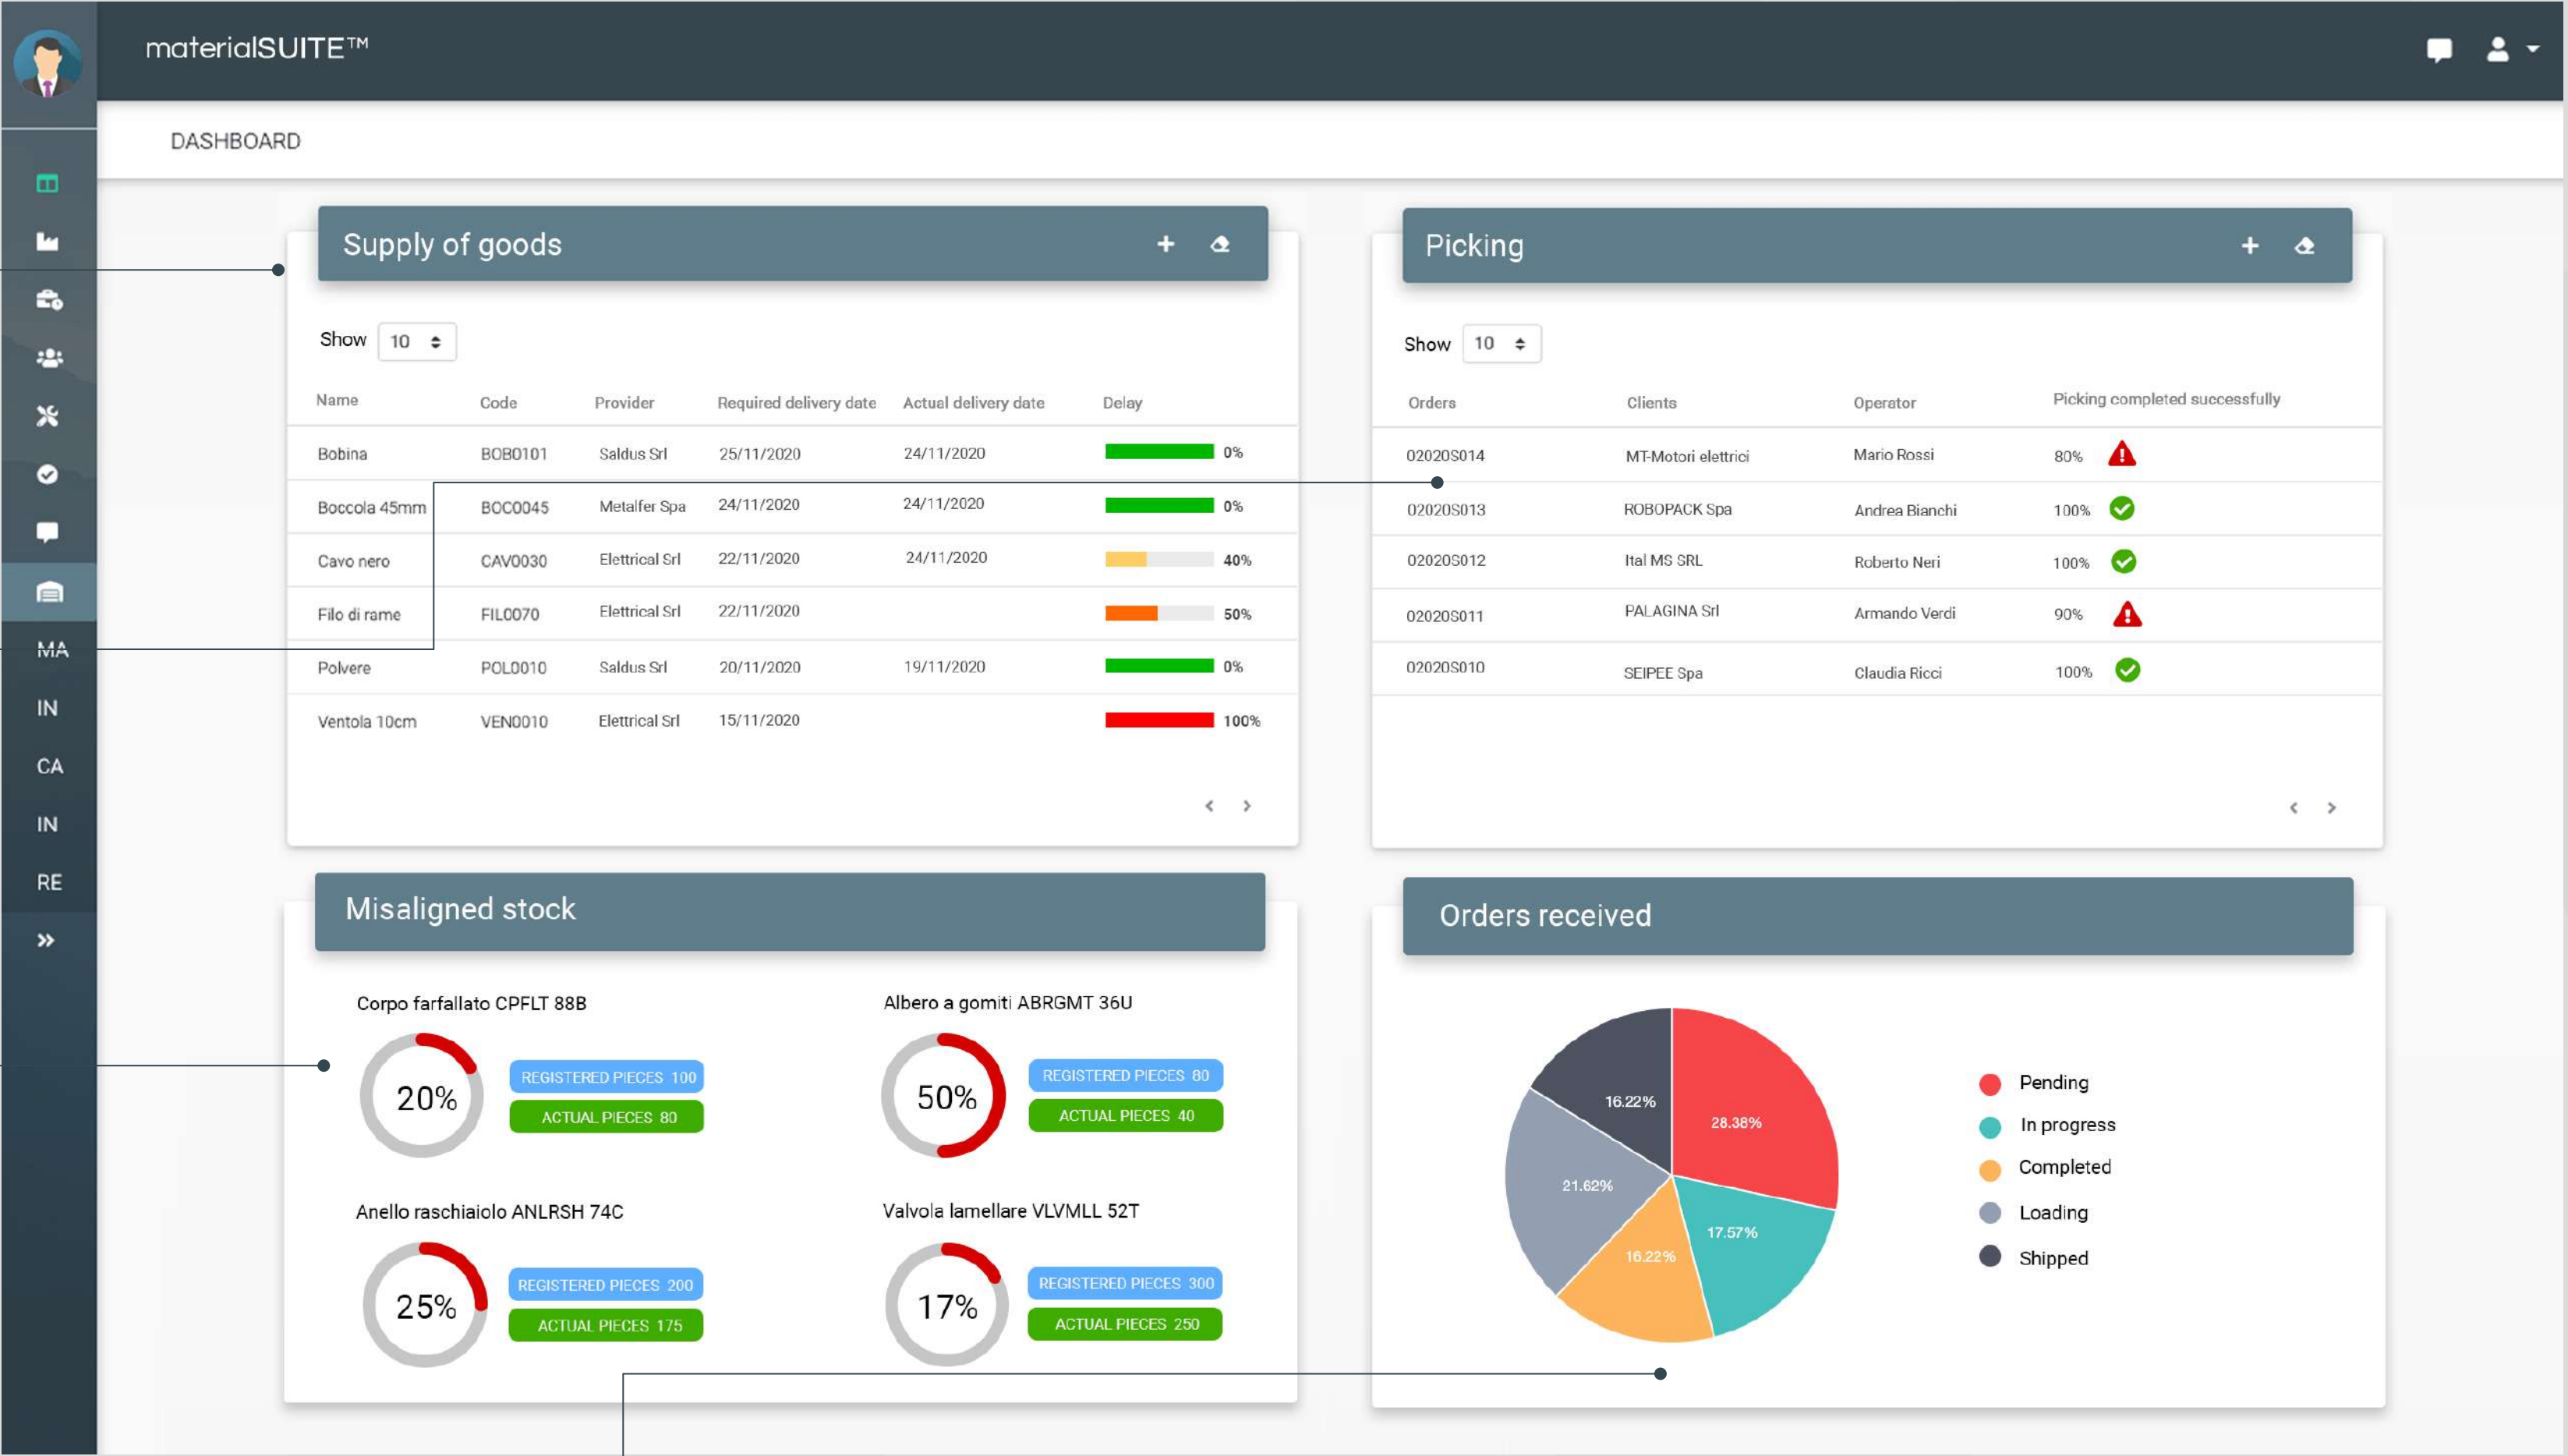 materialSUITE™
DASHBOARD
Supply of goods
Show 10
Name Code Provider Required delivery date Actual delivery date Delay
Bobina BOB0101 Saldus Srl 25/11/2020 24/11/2020 0%
Boccola 45mm BOC0045 Metalfer Spa 24/11/2020 24/11/2020 0%
Cavo nero CAV0030 Elettrical Srl 22/11/2020 24/11/2020 40%
Filo di rame FIL0070 Elettrical Srl 22/11/2020 50%
Polvere POL0010 Saldus Srl 20/11/2020 19/11/2020 0%
Ventola 10cm VEN0010 Elettrical Srl 15/11/2020 100%
Picking
Show 10
Orders Clients Operator Picking completed successfully
02020S014 MT-Motori elettrici Mario Rossi 80%
02020S013 ROBOPACK Spa Andrea Bianchi 100%
02020S012 Ital MS SRL Roberto Neri 100%
02020S011 PALAGINA Srl Armando Verdi 90%
02020S010 SEIPEE Spa Claudia Ricci 100%
MA
IN
CA
IN
RE
Misaligned stock
Corpo farfallato CPFLT 88B
20%
REGISTERED PIECES 100
ACTUAL PIECES 80
Albero a gomiti ABRGMT 36U
50%
REGISTERED PIECES 80
ACTUAL PIECES 40
Anello raschiaiolo ANLRSH 74C
25%
REGISTERED PIECES 200
ACTUAL PIECES 175
Valvola lamellare VLVMLL 52T
17%
REGISTERED PIECES 300
ACTUAL PIECES 250
Orders received
16.22%
28.38%
21.62%
17.57%
16.22%
Pending
In progress
Completed
Loading
Shipped